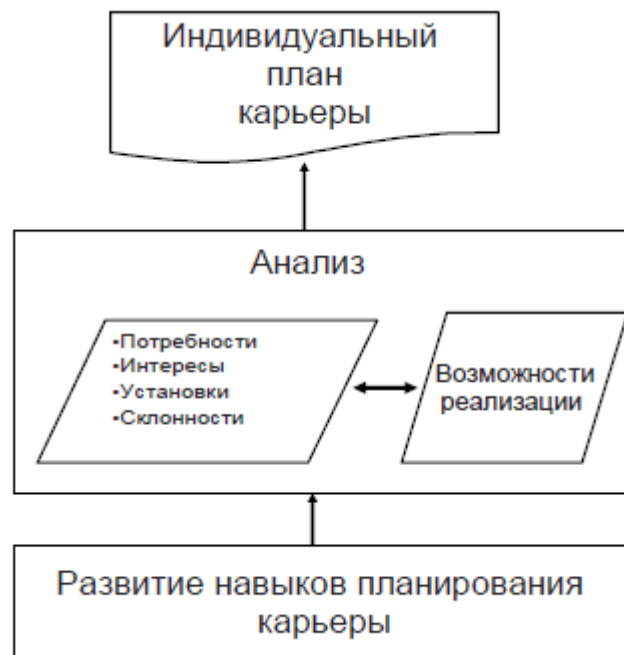 Индивидуальный
план
карьеры
Анализ
•Потребности
•Интересы
•Установки
•Склонности
Возможности
реализации
Развитие навыков планирования
карьеры